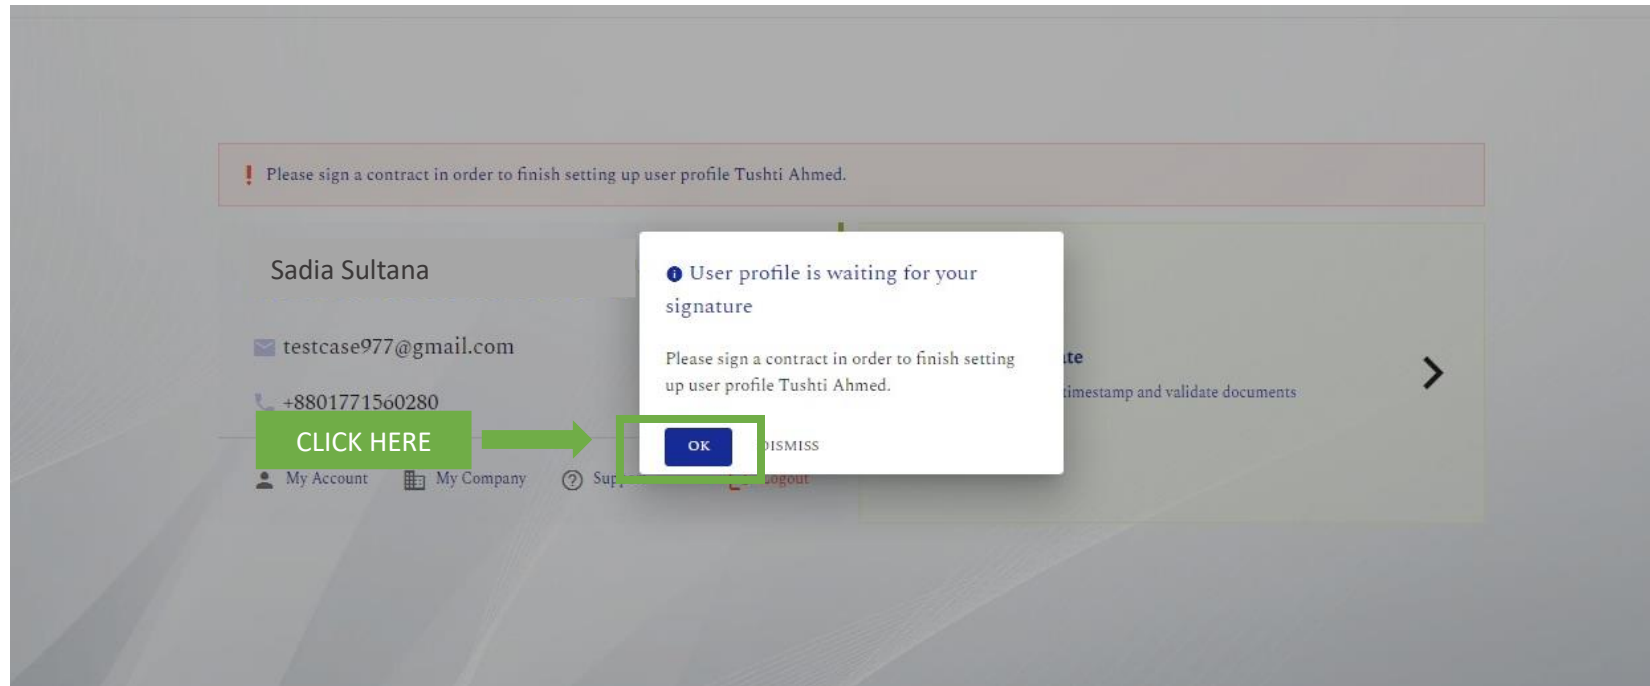 Please sign a contract in order to finish setting up user profile Tushti Ahmed.
Sadia Sultana
testcase977@gmail.com
+8801771560280
CLICK HERE
My Account
My Company
Logout
User profile is waiting for your
signature
Please sign a contract in order to finish setting
up user profile Tushti Ahmed.
OK
DISMISS
timestamp and validate documents